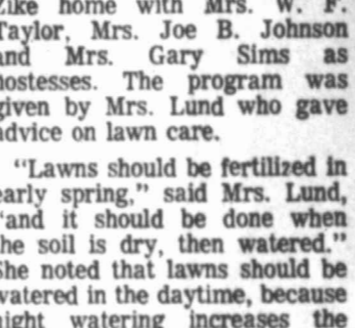 Zike home with Mrs. W. F.
Taylor, Mrs. Joe B. Johnson
and Mrs. Gary Sims as
hostesses. The program was
given by Mrs. Lund who gave
advice on lawn care.
"Lawns should be fertilized in
early spring," said Mrs. Lund,
"and it should be done when
the soil is dry, then watered."
She noted that lawns should be
watered in the daytime, because
night watering increases the